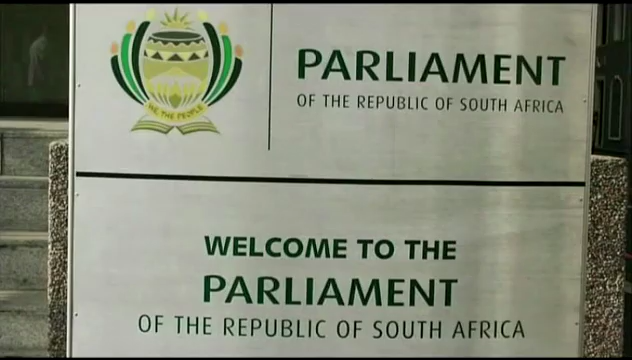 WE THE PEOPLE
PARLIAMENT
OF THE REPUBLIC OF SOUTH AFRICA
WELCOME TO THE
PARLIAMENT
OF THE REPUBLIC OF SOUTH AFRICA